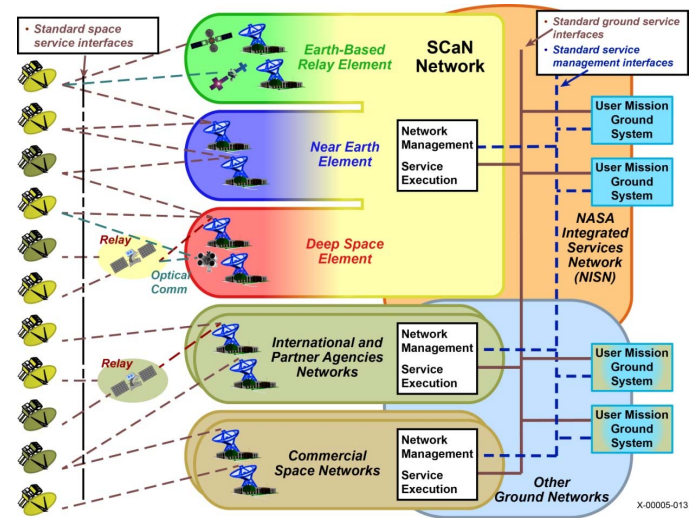 • Standard space
service interfaces
• Standard ground service
interfaces
• Standard service
management interfaces
Earth-Based
Relay Element
SCaN
Network
Near Earth
Element
Network
Management
Service
Execution
User Mission
Ground
System
User Mission
Ground
System
Deep Space
Element
NASA
Integrated
Services
Network
(NISN)
Relay
Optical
Comm
Relay
International and
Partner Agencies
Networks
Network
Management
Service
Execution
User Mission
Ground
System
User Mission
Ground
System
Commercial
Space Networks
Network
Management
Service
Execution
Other
Ground Networks
X-00005-013